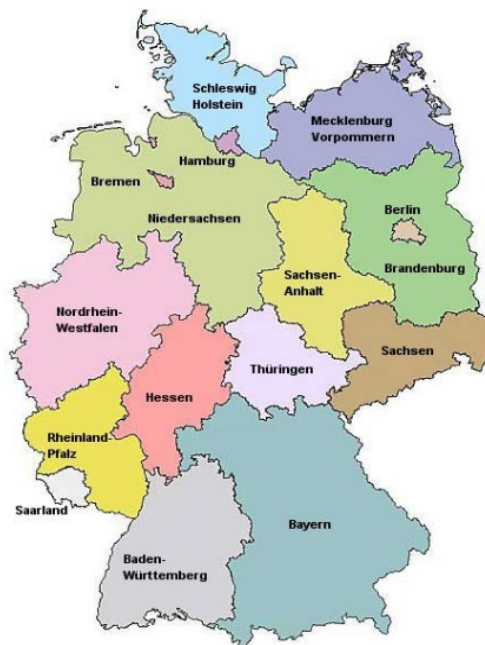 Schleswig
Holstein
Mecklenburg
Vorpommern
Hamburg
Bremen
Niedersachsen
Berlin
Brandenburg
Sachsen-
Anhalt
Nordrhein-
Westfalen
Sachsen
Thüringen
Hessen
Rheinland-
Pfalz
Saarland
Bayern
Baden-
Württemberg